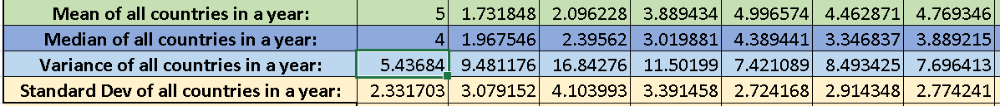 Mean of all countries in a year: 5 1.731848 2.096228 3.889434 4.996574 4.462871 4.769346
Median of all countries in a year: 4 1.967546 2.39562 3.019881 4.389441 3.346837 3.889215
Variance of all countries in a year: 5.43684 9.481176 16.84276 11.50199 7.421089 8.493425 7.696413
Standard Dev of all countries in a year: 2.331703 3.079152 4.103993 3.391458 2.724168 2.914348 2.774241